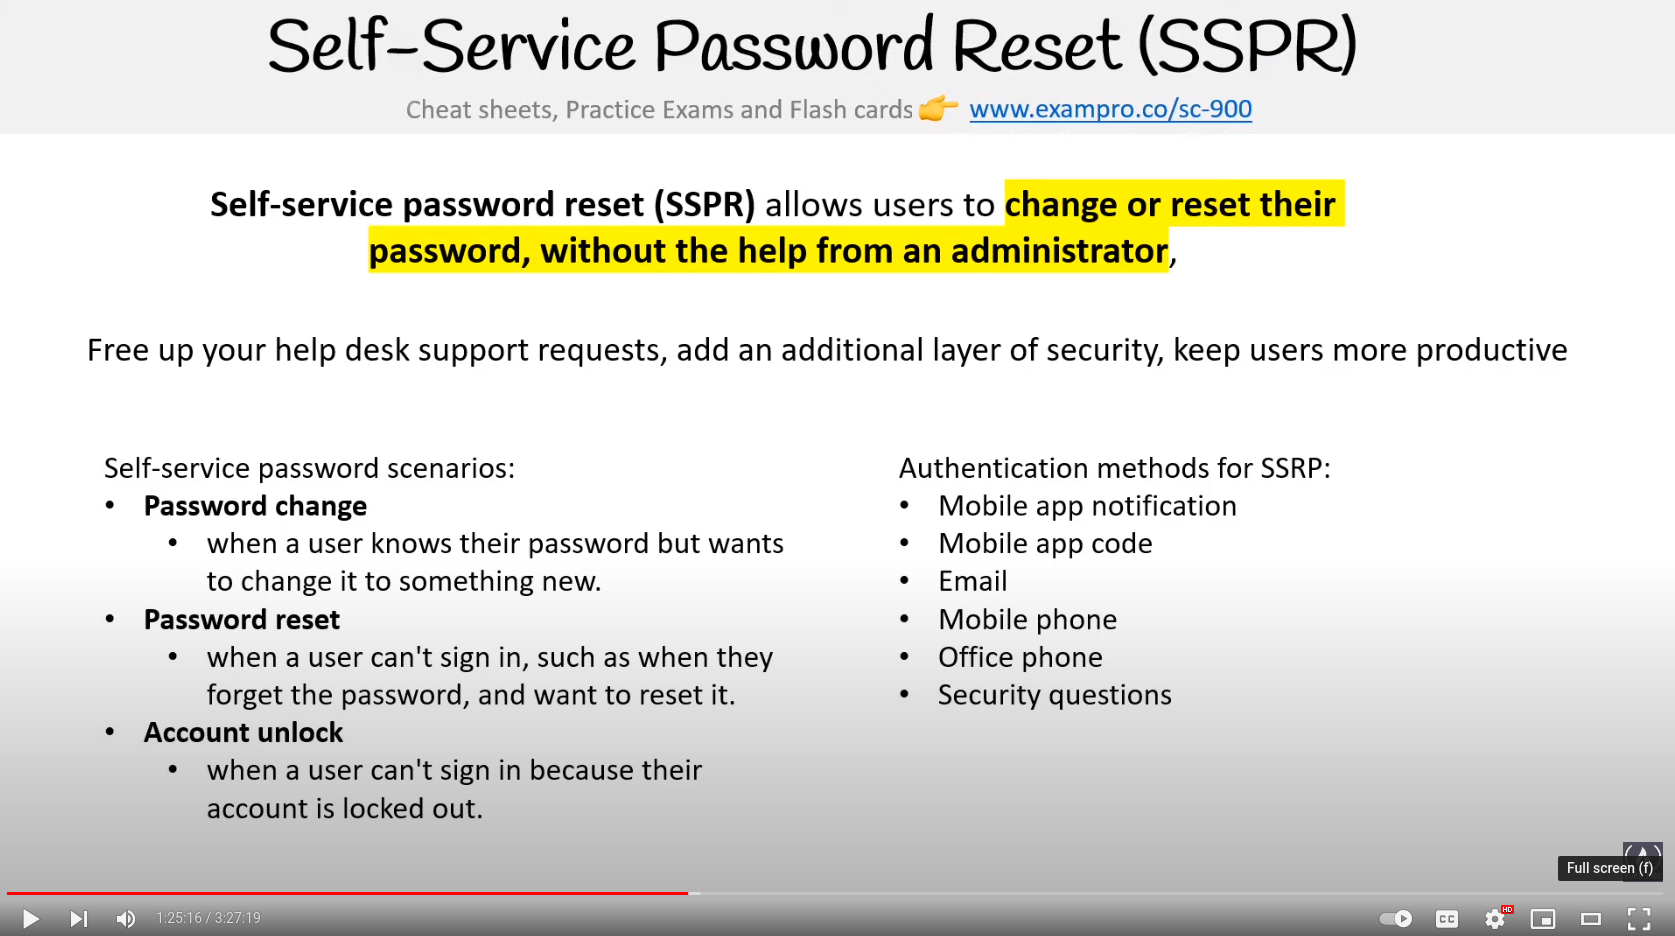 Self-Service Password Reset (SSPR)
Cheat sheets, Practice Exams and Flash cards 👉 www.exampro.co/sc-900
Self-service password reset (SSPR) allows users to change or reset their
password, without the help from an administrator,
Free up your help desk support requests, add an additional layer of security, keep users more productive
Self-service password scenarios:
• Password change
• when a user knows their password but wants
to change it to something new.
• Password reset
• when a user can't sign in, such as when they
forget the password, and want to reset it.
• Account unlock
• when a user can't sign in because their
account is locked out.
Authentication methods for SSRP:
• Mobile app notification
• Mobile app code
• Email
• Mobile phone
• Office phone
• Security questions
Full screen (f)
1:25:16 / 3:27:19
CC
HD